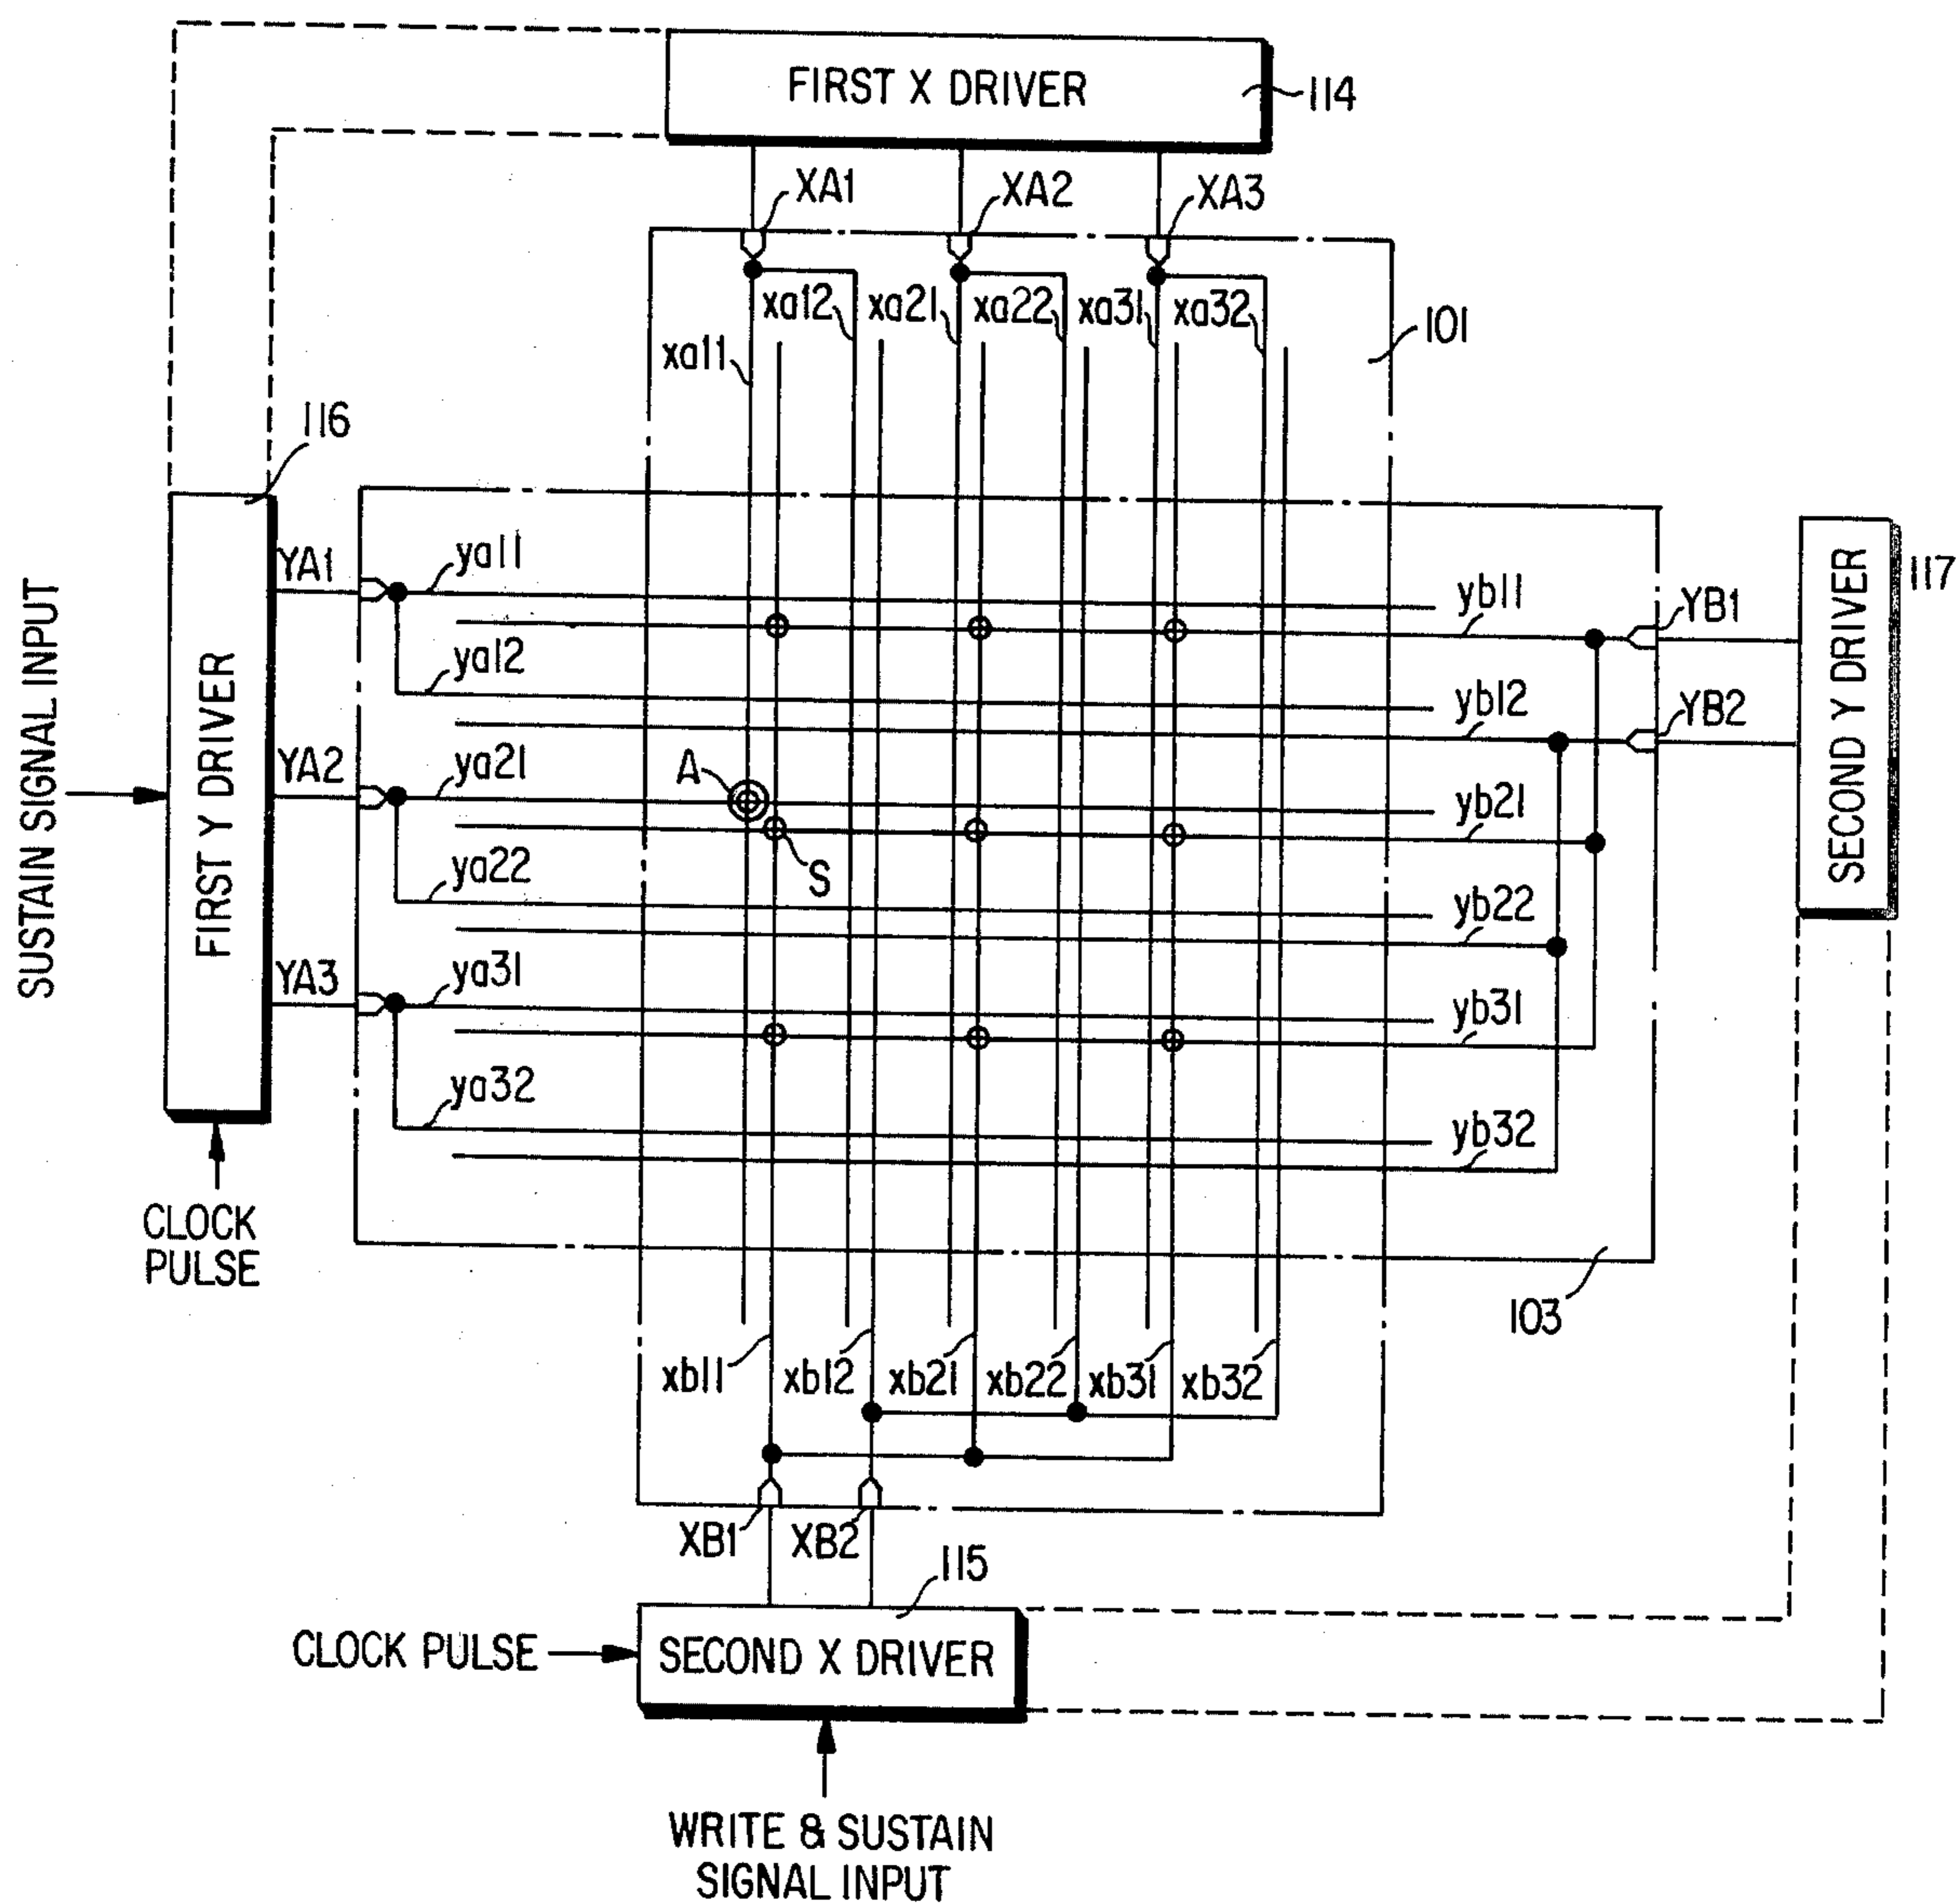 FIRST X DRIVER
114
XA1
XA2
XA3
xa12
xa21
xa22
xa31
xa32
101
xa11
116
SUSTAIN SIGNAL INPUT
FIRST Y DRIVER
YA1
ya11
ya12
YA2
ya21
A
S
ya22
YA3
ya31
ya32
yb11
YB1
yb12
YB2
yb21
yb22
yb31
yb32
SECOND Y DRIVER
117
CLOCK
PULSE
103
xb11
xb12
xb21
xb22
xb31
xb32
XB1
XB2
115
CLOCK PULSE
SECOND X DRIVER
WRITE & SUSTAIN
SIGNAL INPUT